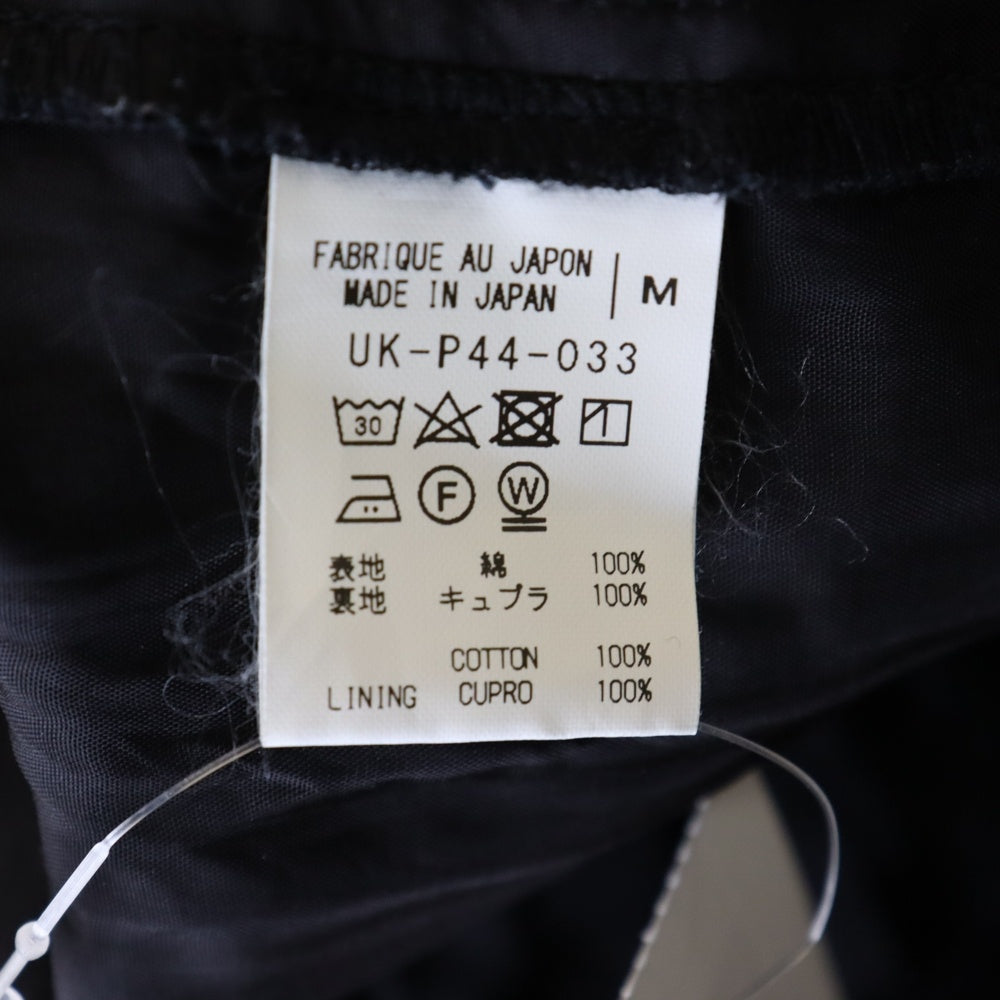 FABRIQUE AU JAPON
MADE IN JAPAN
M
UK-P44-033
30
F W
表地 綿 100%
裏地 キュプラ 100%
COTTON 100%
LINING CUPRO 100%